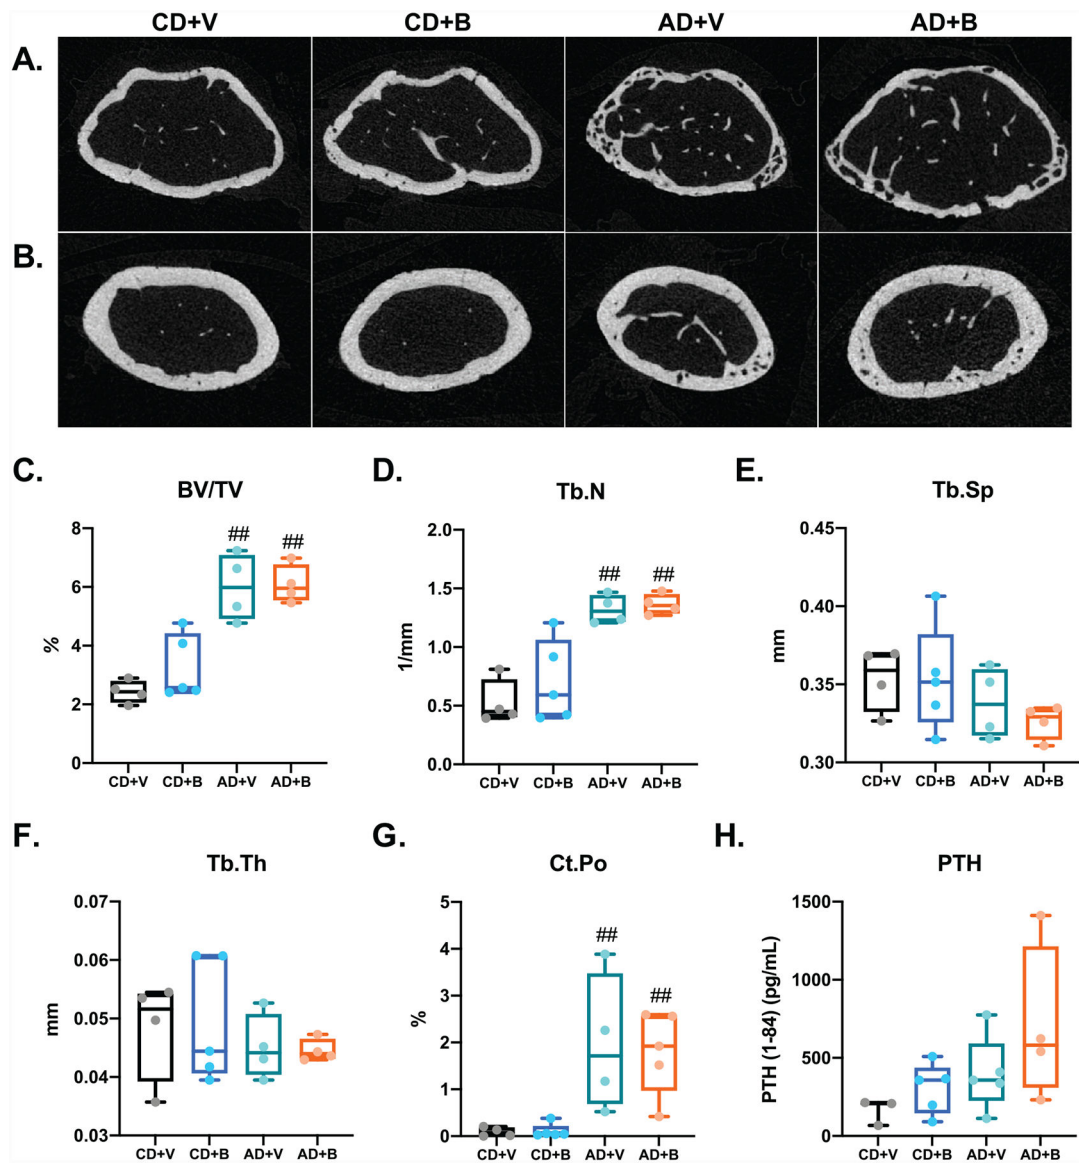 CD+V CD+B AD+V AD+B
A.
B.
C. D. E.
BV/TV Tb.N Tb.Sp
8 6 4 2 0
%
## ##
CD+V CD+B AD+V AD+B
2.0 1.5 1.0 0.5 0.0
1/mm
## ##
CD+V CD+B AD+V AD+B
0.45 0.40 0.35 0.30
mm
CD+V CD+B AD+V AD+B
F. G. H.
Tb.Th Ct.Po PTH
0.07 0.06 0.05 0.04 0.03
mm
CD+V CD+B AD+V AD+B
5 4 3 2 1 0
%
## ##
CD+V CD+B AD+V AD+B
1500 1000 500 0
PTH (1-84) (pg/mL)
CD+V CD+B AD+V AD+B